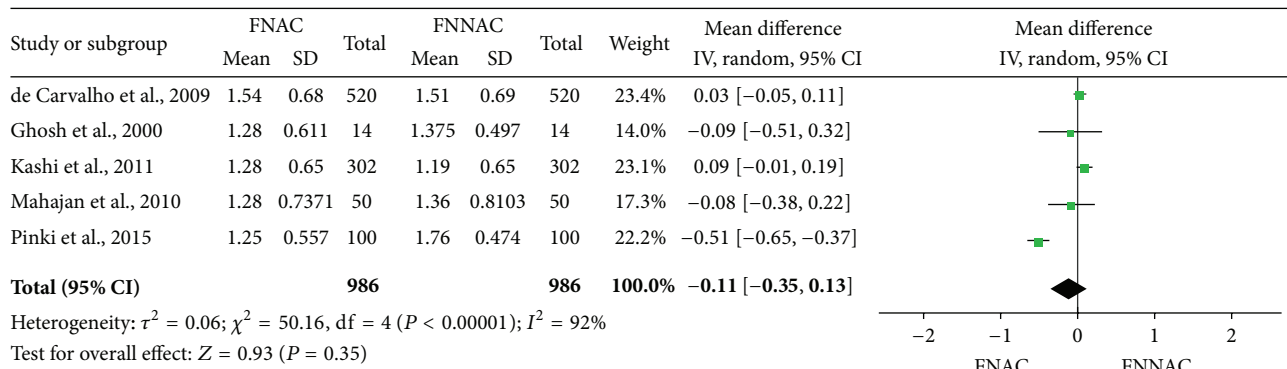 Study or subgroup FNAC Total FNNAC Total Weight Mean difference Mean difference
Mean SD Mean SD IV, random, 95% CI IV, random, 95% CI
de Carvalho et al., 2009 1.54 0.68 520 1.51 0.69 520 23.4% 0.03 [−0.05, 0.11]
Ghosh et al., 2000 1.28 0.611 14 1.375 0.497 14 14.0% −0.09 [−0.51, 0.32]
Kashi et al., 2011 1.28 0.65 302 1.19 0.65 302 23.1% 0.09 [−0.01, 0.19]
Mahajan et al., 2010 1.28 0.7371 50 1.36 0.8103 50 17.3% −0.08 [−0.38, 0.22]
Pinki et al., 2015 1.25 0.557 100 1.76 0.474 100 22.2% −0.51 [−0.65, −0.37]
Total (95% CI) 986 986 100.0% −0.11 [−0.35, 0.13]
Heterogeneity: τ² = 0.06; χ² = 50.16, df = 4 (P < 0.00001); I² = 92%
Test for overall effect: Z = 0.93 (P = 0.35)
−2 −1 0 1 2
FNAC FNNAC